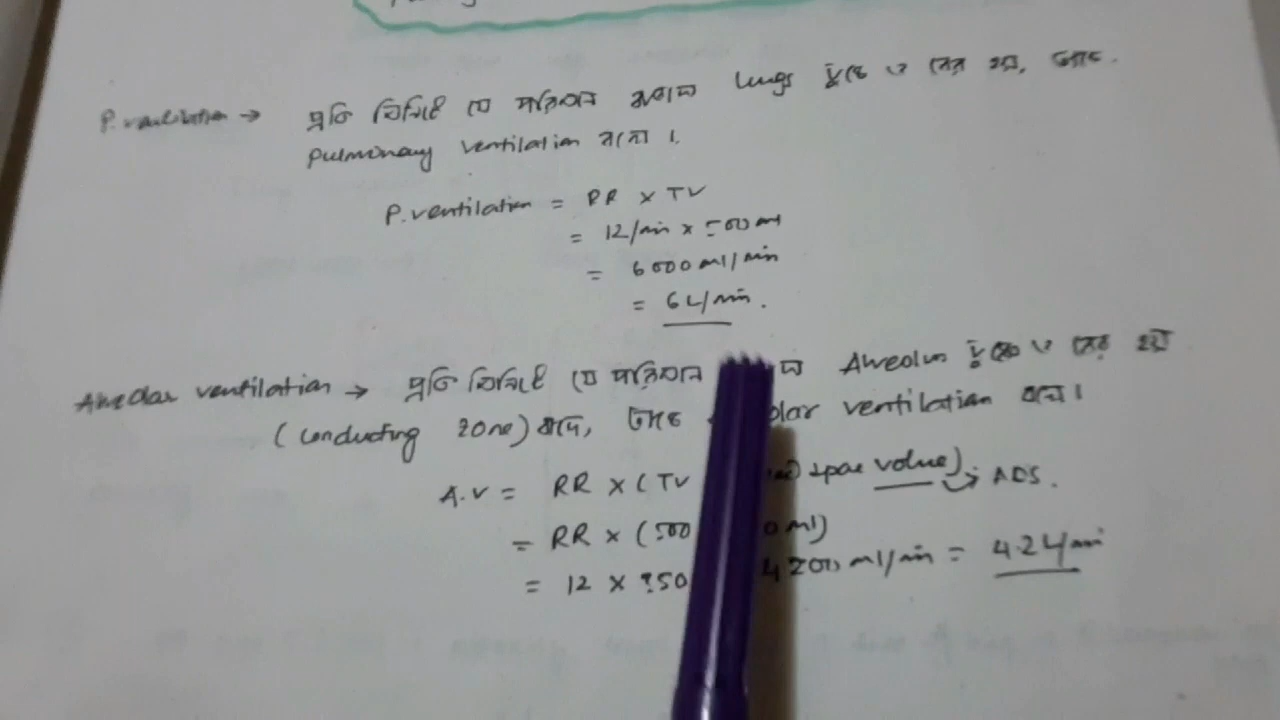 P. ventilation → প্রতি মিনিটে যে পরিমান বাতাস lungs ঢুকে ও বের হয়, তাকে
pulmonary ventilation বলে।
P. ventilation = RR × TV
= 12/min × 500 ml
= 6000 ml/min
= 6L/min.
Alveolar ventilation → প্রতি মিনিটে যে পরিমান Alveolus ঢুকে ও বের হয়
(conducting zone) বাদে, তাকে ventilation বলে।
A.V = RR × (TV space volume) → ADS.
= RR × (500 0 ml)
= 12 × 350 4200 ml/min = 4.2L/min